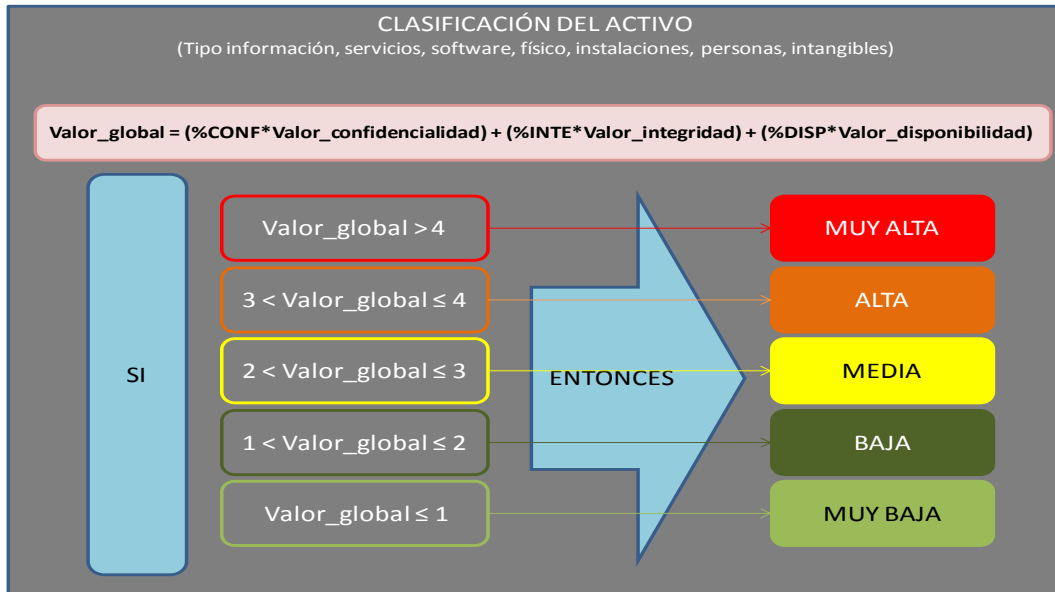 CLASIFICACIÓN DEL ACTIVO
(Tipo información, servicios, software, físico, instalaciones, personas, intangibles)
Valor_global = (%CONF*Valor_confidencialidad) + (%INTE*Valor_integridad) + (%DISP*Valor_disponibilidad)
SI
Valor_global > 4
MUY ALTA
3 < Valor_global ≤ 4
ALTA
2 < Valor_global ≤ 3
ENTONCES
MEDIA
1 < Valor_global ≤ 2
BAJA
Valor_global ≤ 1
MUY BAJA